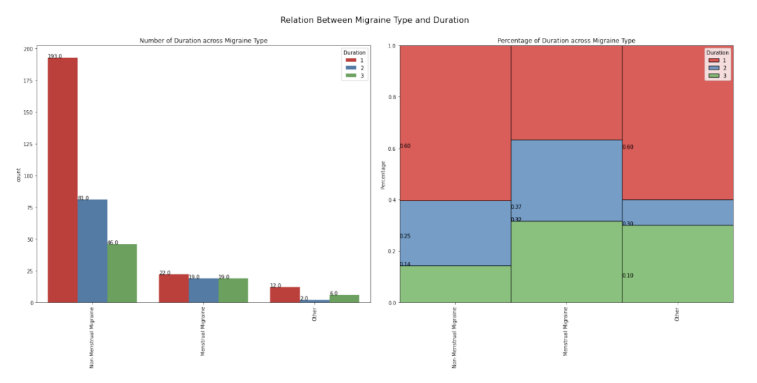 Relation Between Migraine Type and Duration
Number of Duration across Migraine Type
200
175
150
125
100
75
50
25
0
count
193.0
81.0
46.0
22.0
19.0
19.0
12.0
2.0
6.0
Duration
1
2
3
Non-Menstrual Migraine
Menstrual Migraine
Other
Percentage of Duration across Migraine Type
1.0
0.8
0.6
0.4
0.2
0.0
Percentage
0.60
0.25
0.14
0.37
0.32
0.30
0.10
Duration
1
2
3
Non-Menstrual Migraine
Menstrual Migraine
Other